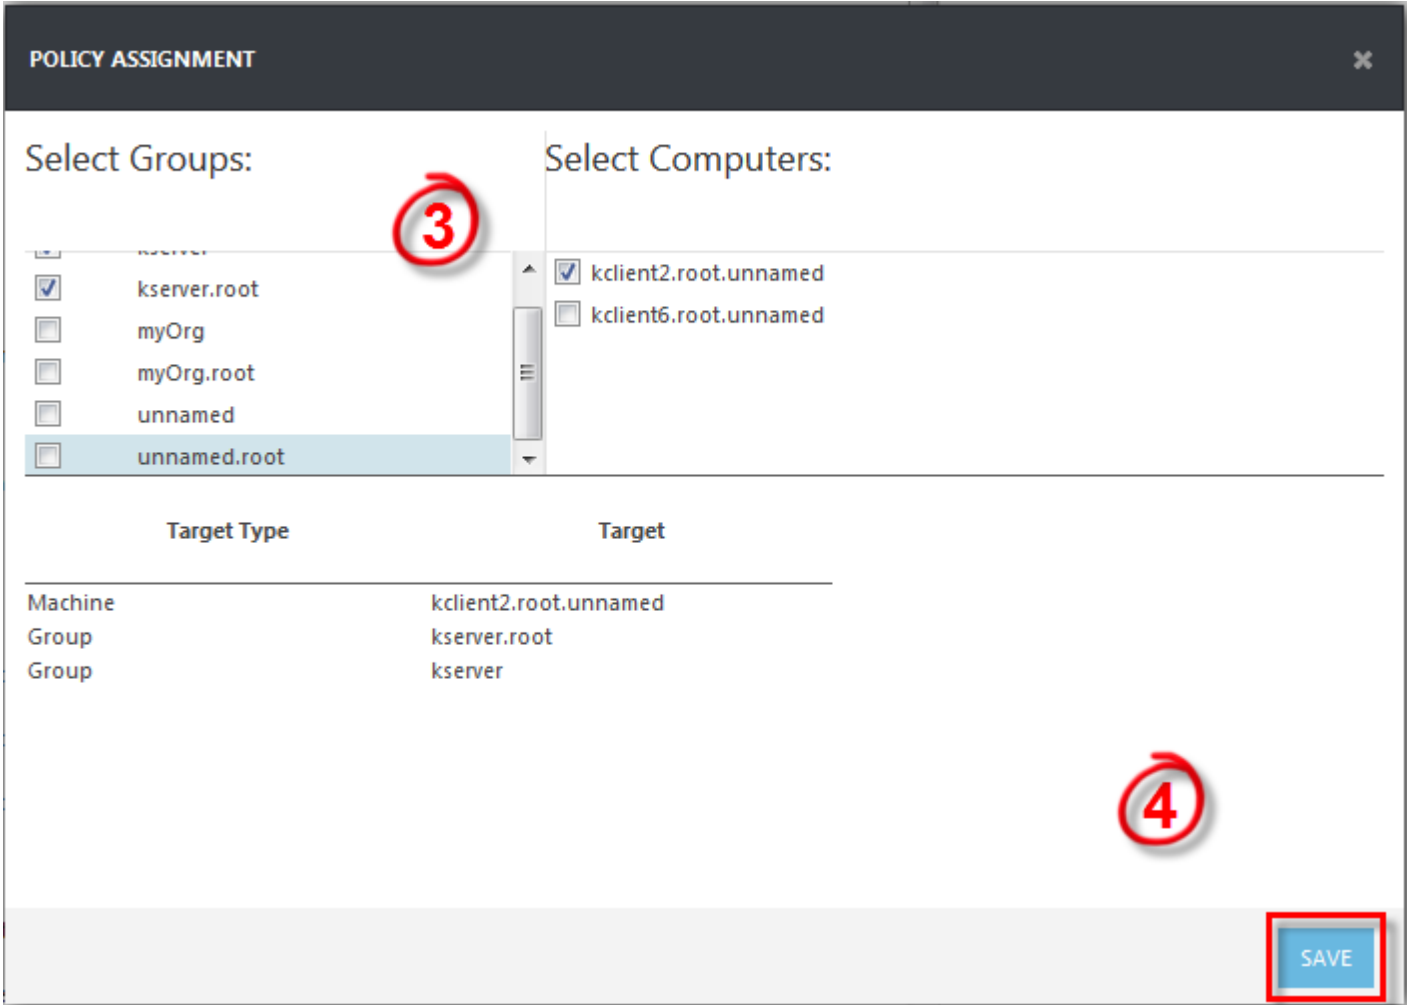 POLICY ASSIGNMENT
Select Groups:
Select Computers:
3
kserver
kserver.root
myOrg
myOrg.root
unnamed
unnamed.root
kclient2.root.unnamed
kclient6.root.unnamed
Target Type Target
Machine kclient2.root.unnamed
Group kserver.root
Group kserver
4
SAVE